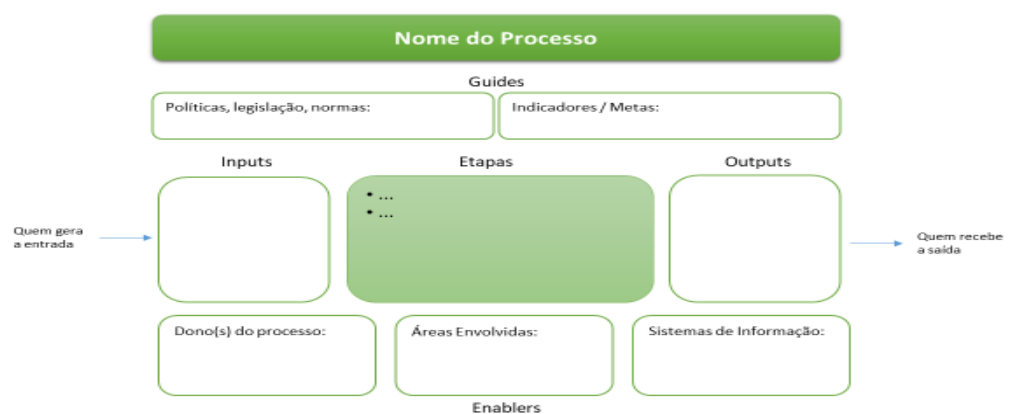 Nome do Processo
Guides
Políticas, legislação, normas:
Indicadores / Metas:
Inputs
Etapas
Outputs
• ...
• ...
Quem gera
a entrada
Quem recebe
a saída
Dono(s) do processo:
Áreas Envolvidas:
Sistemas de Informação:
Enablers